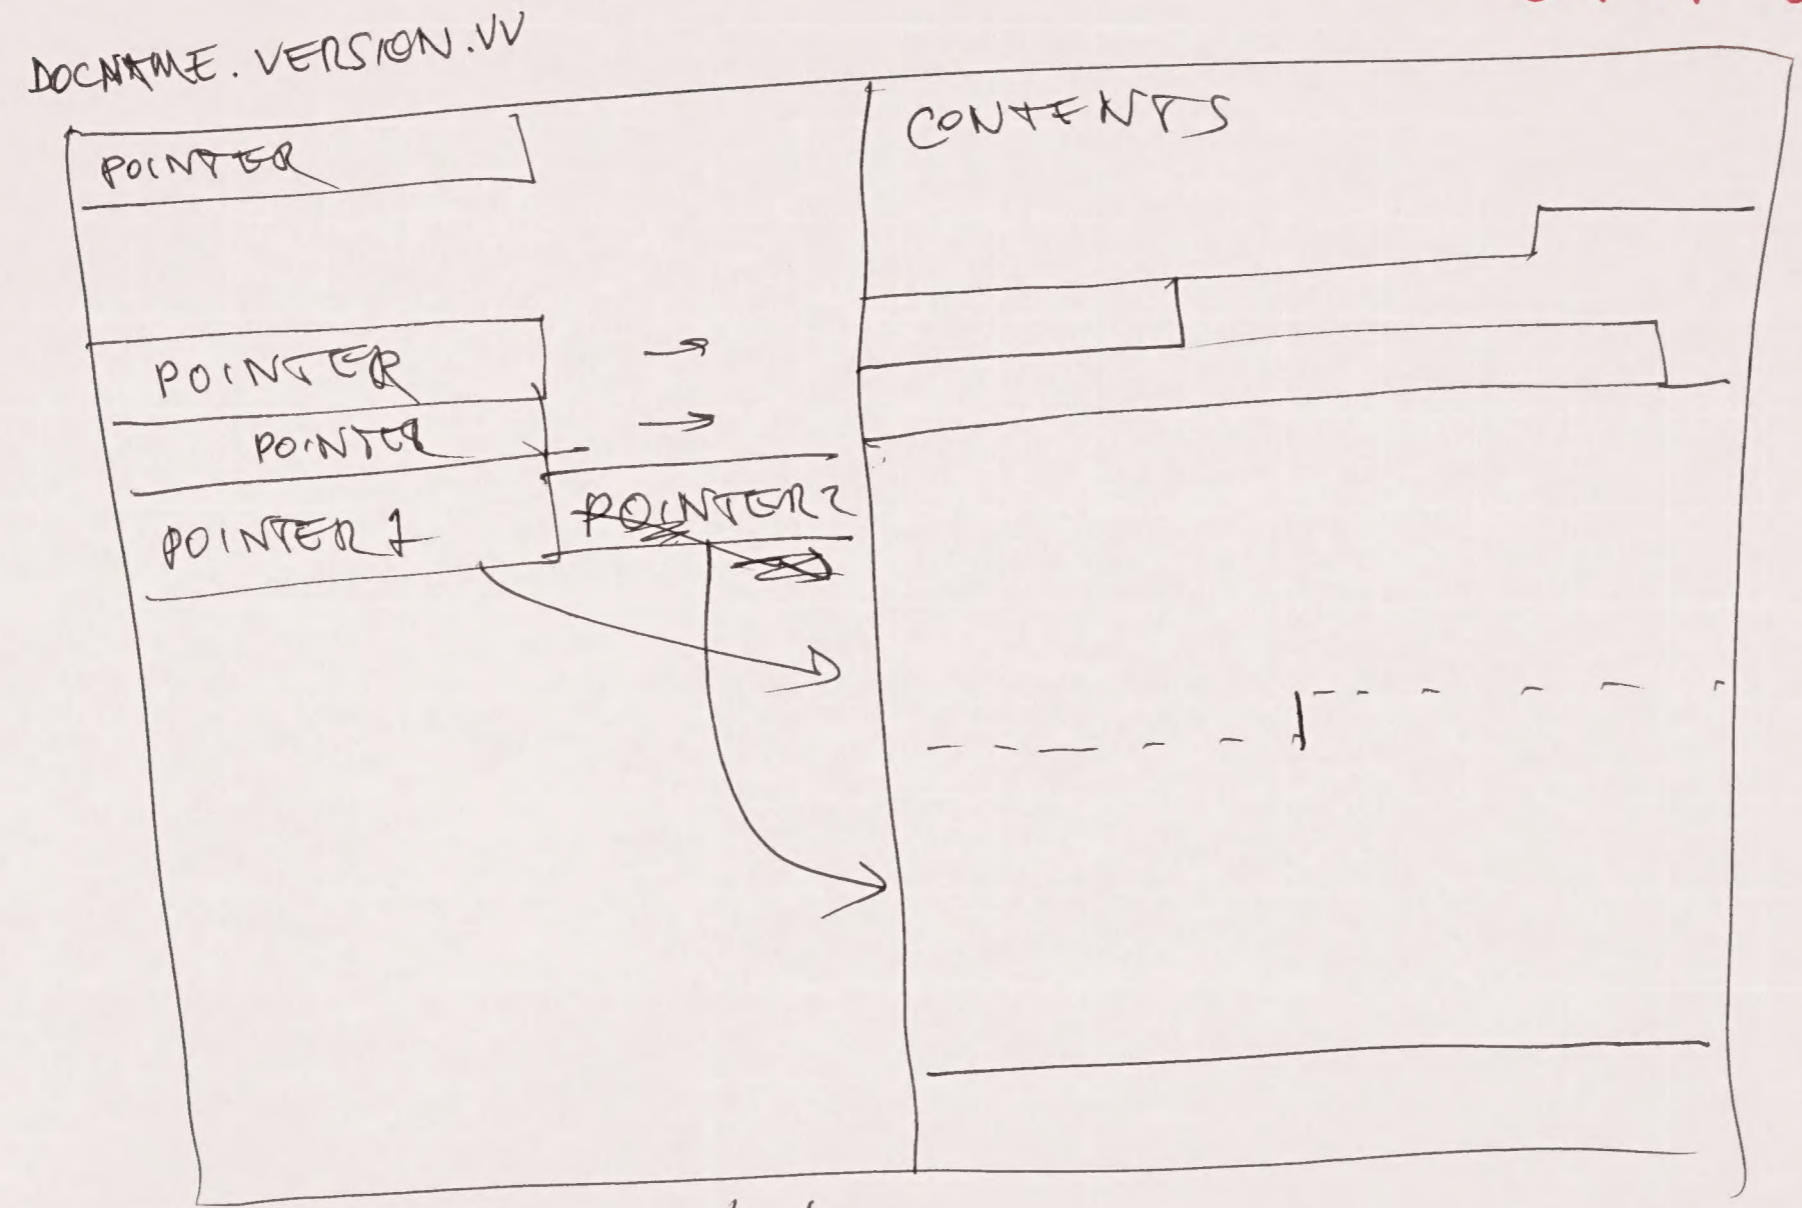 DOCNAME. VERSION.VV
POINTER
CONTENTS
POINTER
POINTER
POINTER 1
POINTER 2